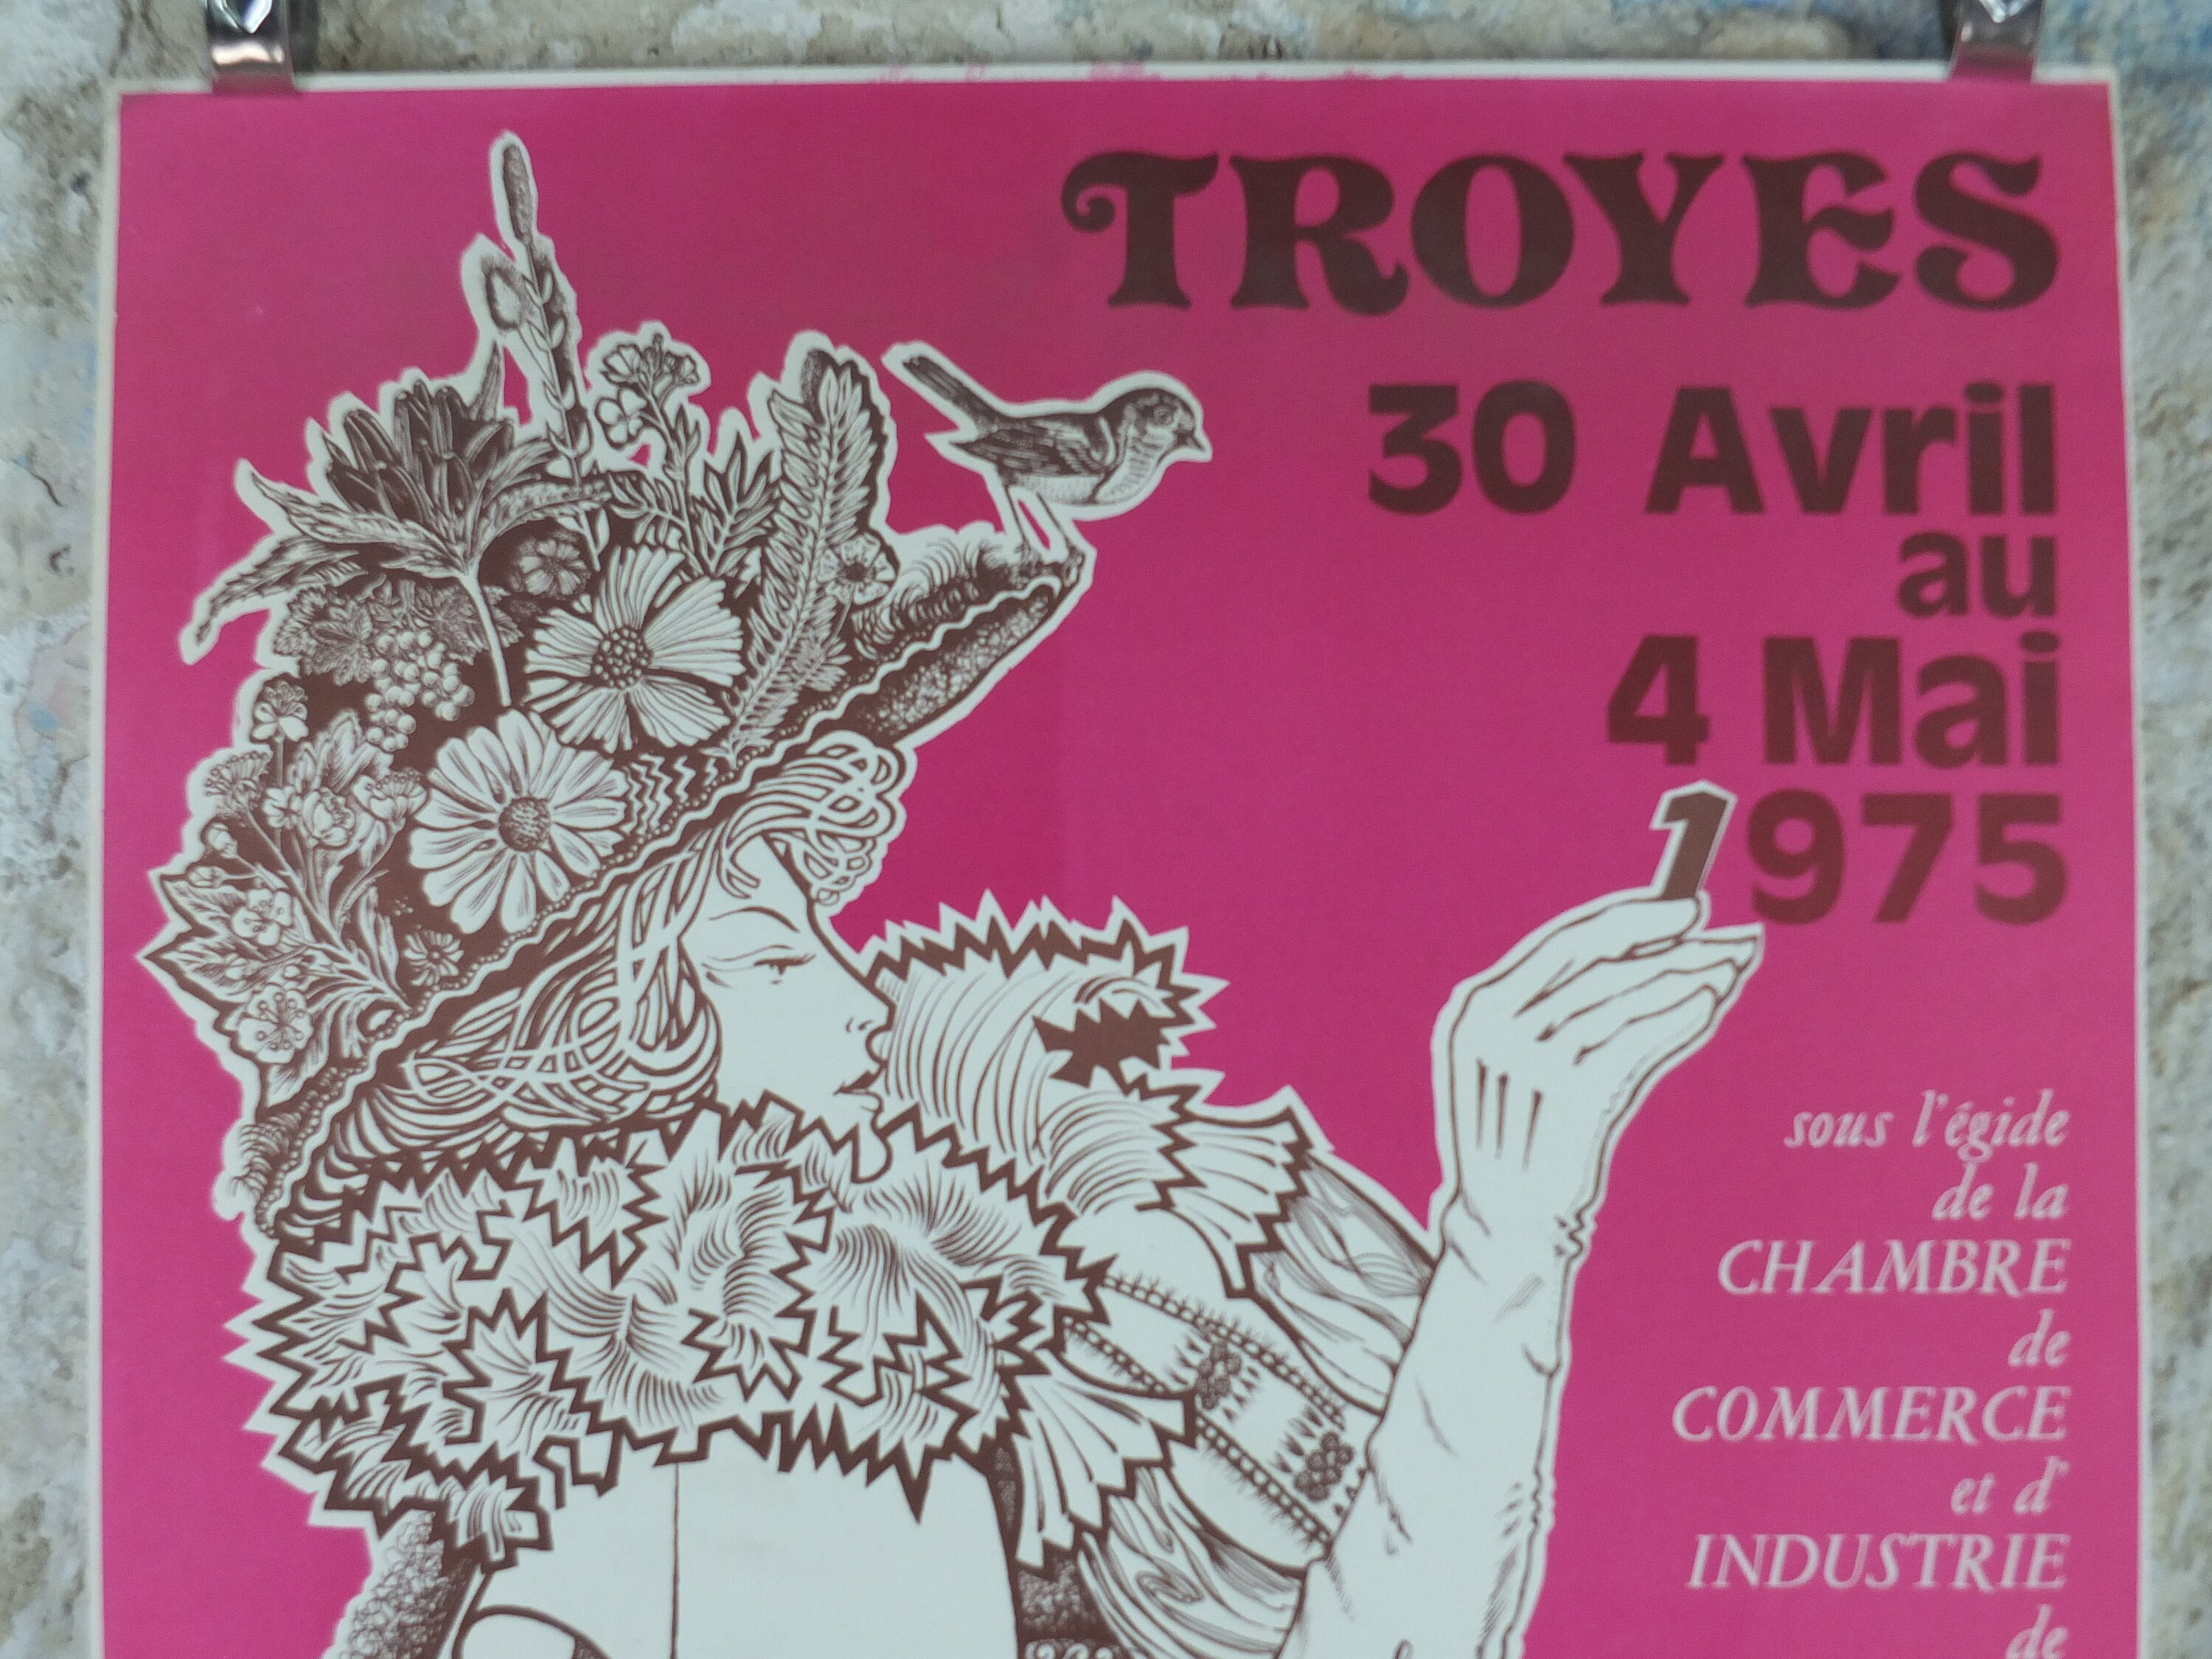 TROYES
30 Avril
au
4 Mai
1975
sous l'égide
de la
CHAMBRE
de
COMMERCE
et d'
INDUSTRIE
de